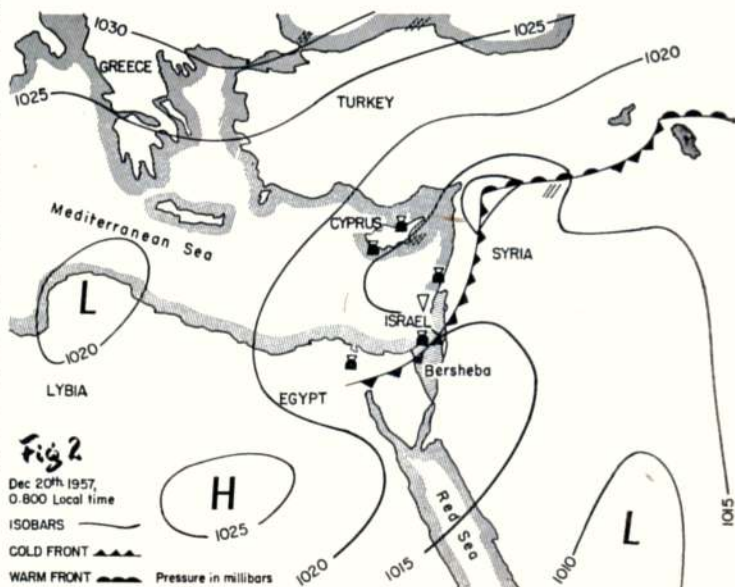 1030
1025
GREECE
1020
1025
TURKEY
Mediterranean Sea
CYPRUS
SYRIA
L
ISRAEL
1020
Bersheba
LYBIA
EGYPT
Fig 2
Dec 20th 1957,
0.800 Local time
H
L
1025
Red Sea
1015
ISOBARS
1020
1015
1010
COLD FRONT
WARM FRONT Pressure in millibars